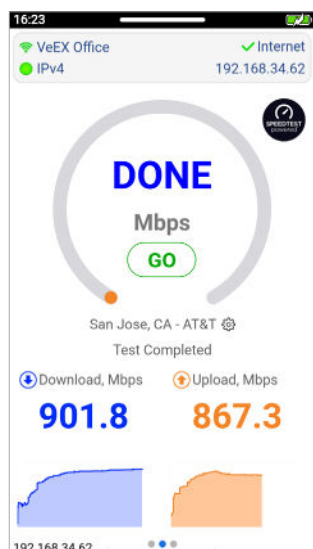 16:23
VeEX Office
Internet
IPv4
192.168.34.62
SPEEDTEST
powered
DONE
Mbps
GO
San Jose, CA - AT&T
Test Completed
Download, Mbps
Upload, Mbps
901.8
867.3
192.168.34.62